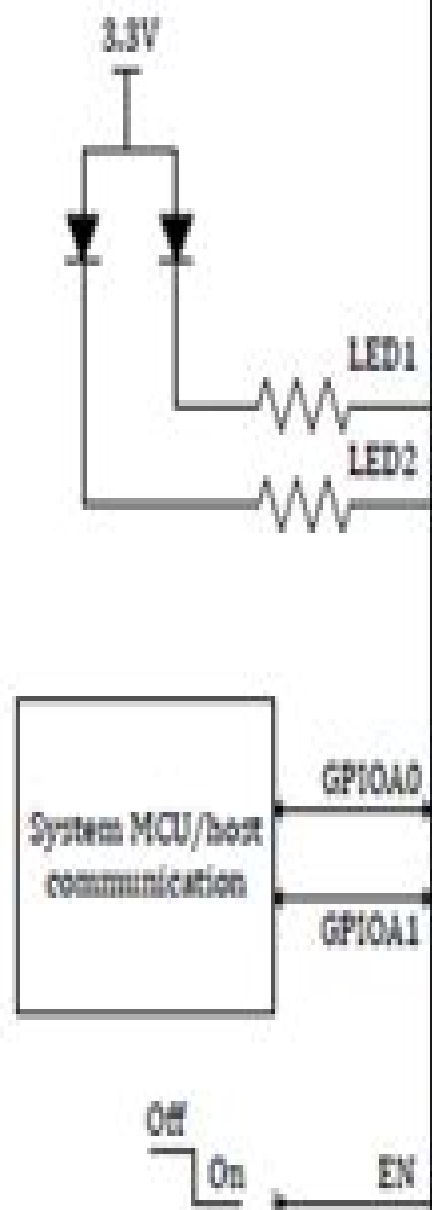 3.3V
LED1
LED2
GPIOA0
System MCU/host
communication
GPIOA1
Off
On
EN